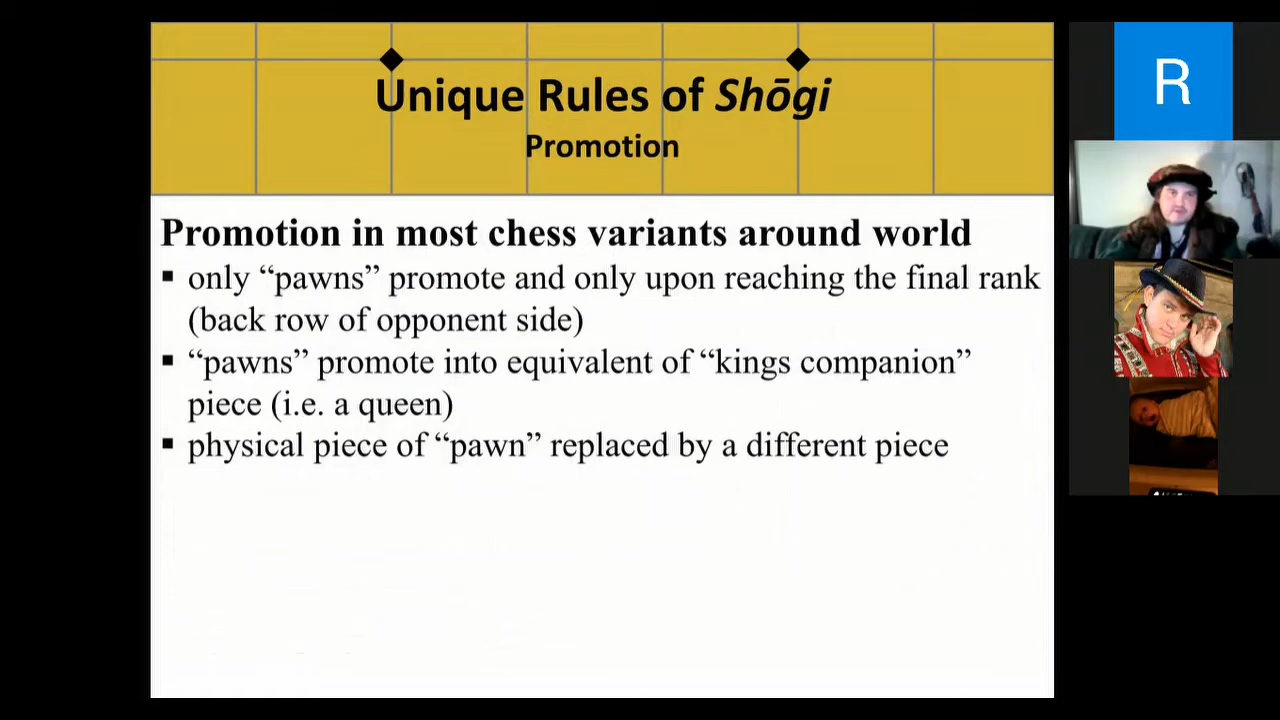 Unique Rules of Shōgi
Promotion
Promotion in most chess variants around world
▪ only “pawns” promote and only upon reaching the final rank
(back row of opponent side)
▪ “pawns” promote into equivalent of “kings companion”
piece (i.e. a queen)
▪ physical piece of “pawn” replaced by a different piece
R